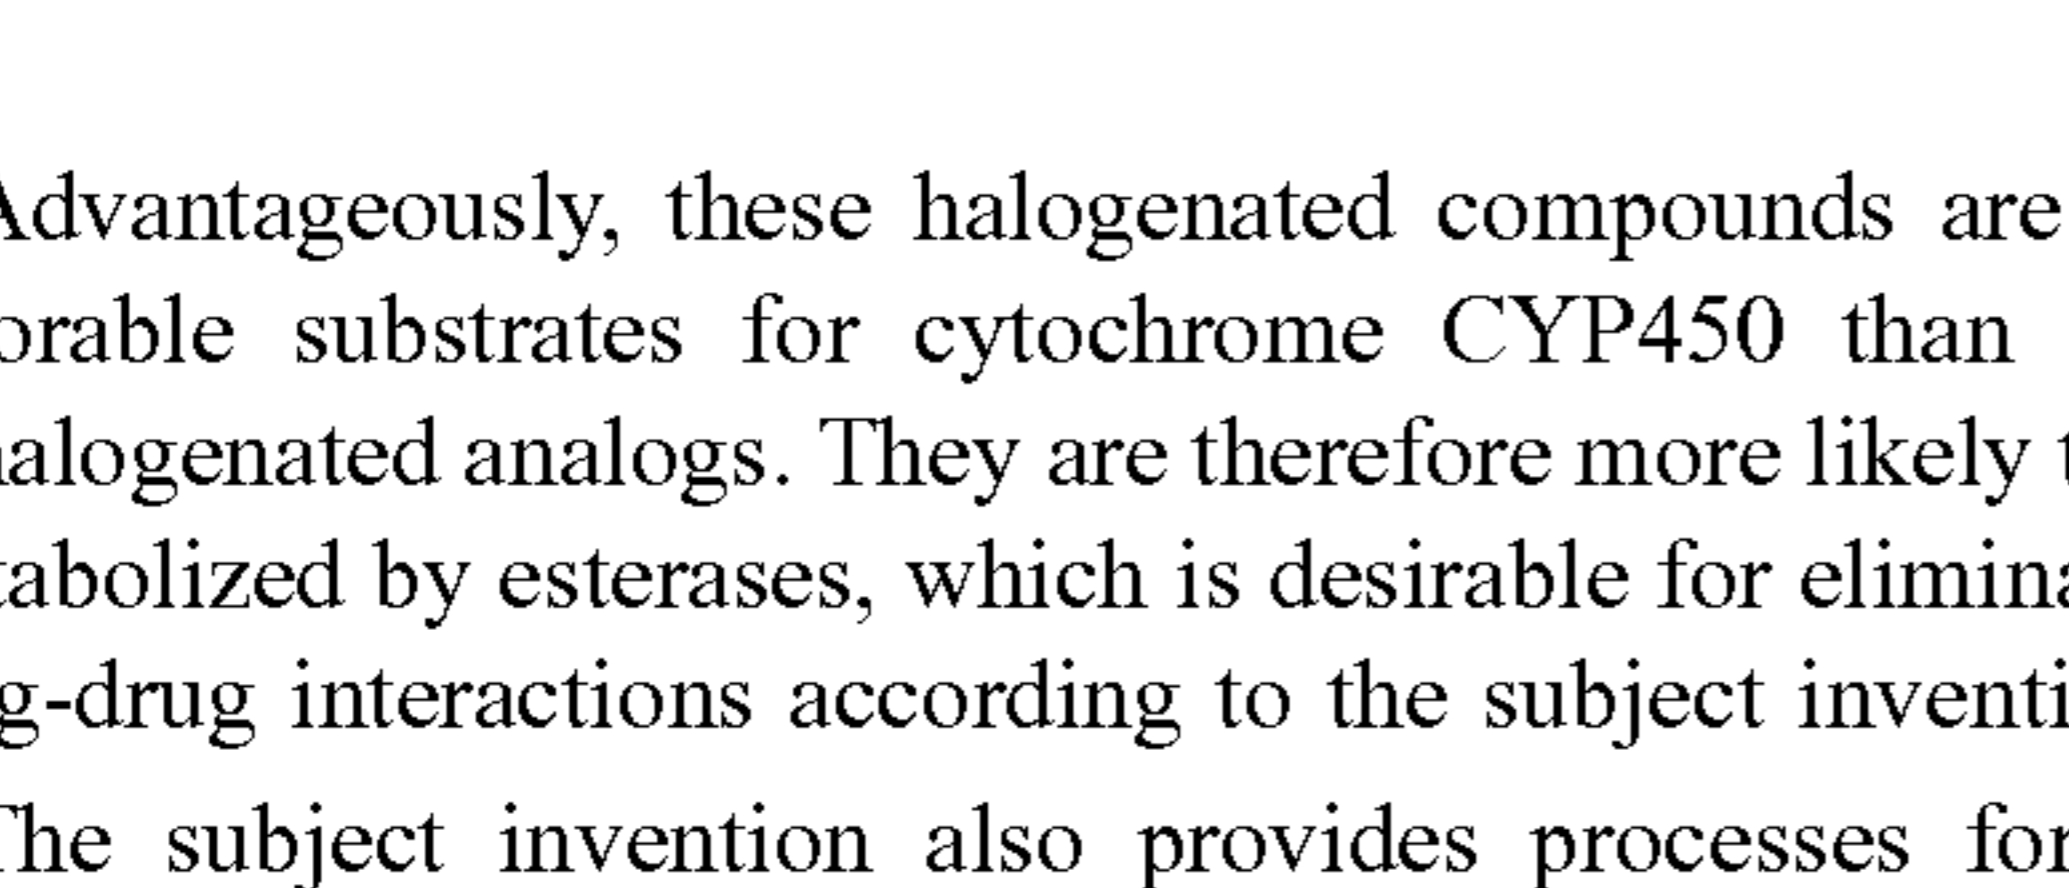 Advantageously, these halogenated compounds are
orable substrates for cytochrome CYP450 than
alogenated analogs. They are therefore more likely t
tabolized by esterases, which is desirable for elimina
g-drug interactions according to the subject inventi
The subject invention also provides processes for